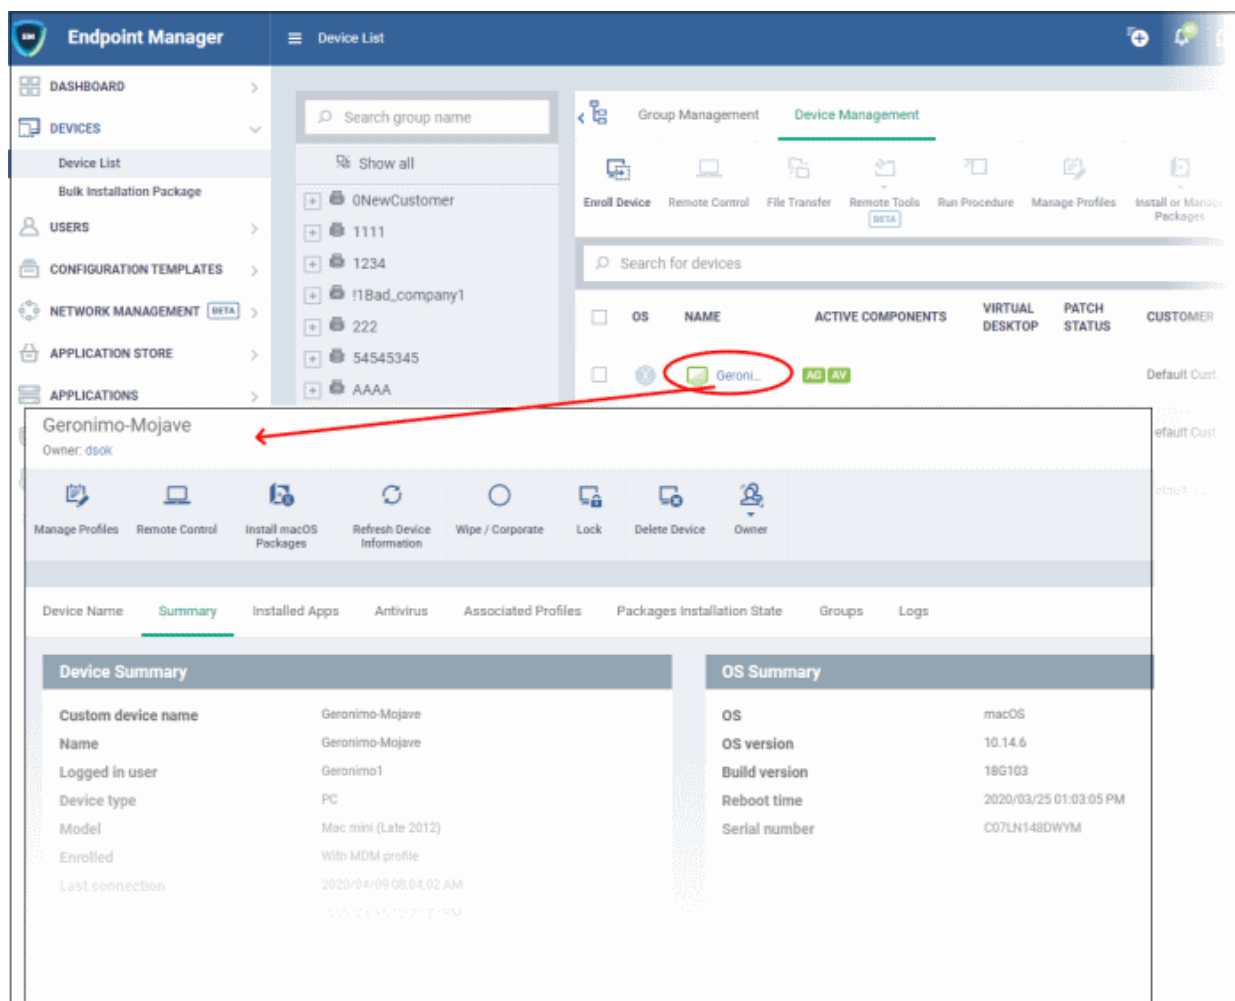 EM
Endpoint Manager
Device List
DASHBOARD
DEVICES
Device List
Bulk Installation Package
USERS
CONFIGURATION TEMPLATES
NETWORK MANAGEMENT BETA
APPLICATION STORE
APPLICATIONS
Search group name
Show all
0NewCustomer
1111
1234
!1Bad_company1
222
54545345
AAAA
Group Management
Device Management
Enroll Device
Remote Control
File Transfer
Remote Tools
BETA
Run Procedure
Manage Profiles
Install or Manage
Packages
Search for devices
OS
NAME
ACTIVE COMPONENTS
VIRTUAL
DESKTOP
PATCH
STATUS
CUSTOMER
Geroni...
AG AV
Default Cust
efault Cust
Geronimo-Mojave
Owner: dsok
Manage Profiles
Remote Control
Install macOS
Packages
Refresh Device
Information
Wipe / Corporate
Lock
Delete Device
Owner
Device Name
Summary
Installed Apps
Antivirus
Associated Profiles
Packages Installation State
Groups
Logs
Device Summary
Custom device name Geronimo-Mojave
Name Geronimo-Mojave
Logged in user Geronimo1
Device type PC
Model Mac mini (Late 2012)
Enrolled With MDM profile
Last connection 2020/04/09 08:04:02 AM
OS Summary
OS macOS
OS version 10.14.6
Build version 18G103
Reboot time 2020/03/25 01:03:05 PM
Serial number C07LN148DWYM